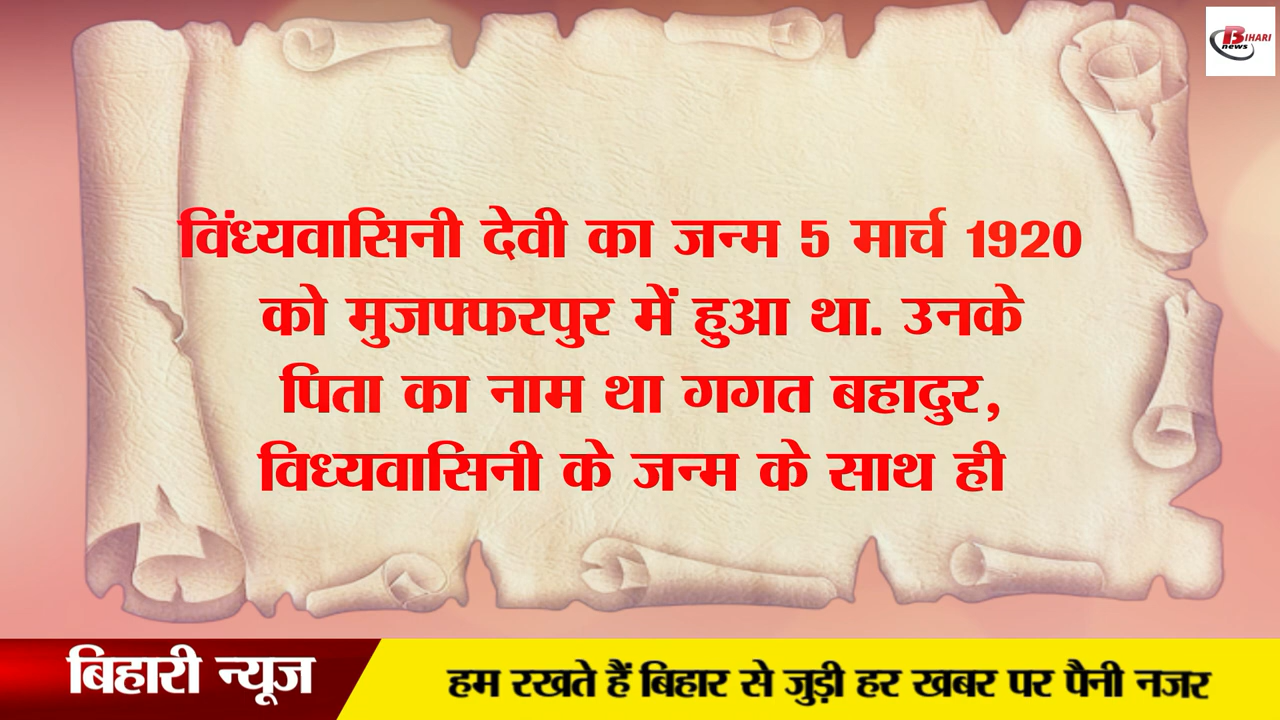 BIHARI
news
विंध्यवासिनी देवी का जन्म 5 मार्च 1920
को मुजफ्फरपुर में हुआ था. उनके
पिता का नाम था गगत बहादुर,
विध्यवासिनी के जन्म के साथ ही
बिहारी न्यूज
हम रखते हैं बिहार से जुड़ी हर खबर पर पैनी नजर